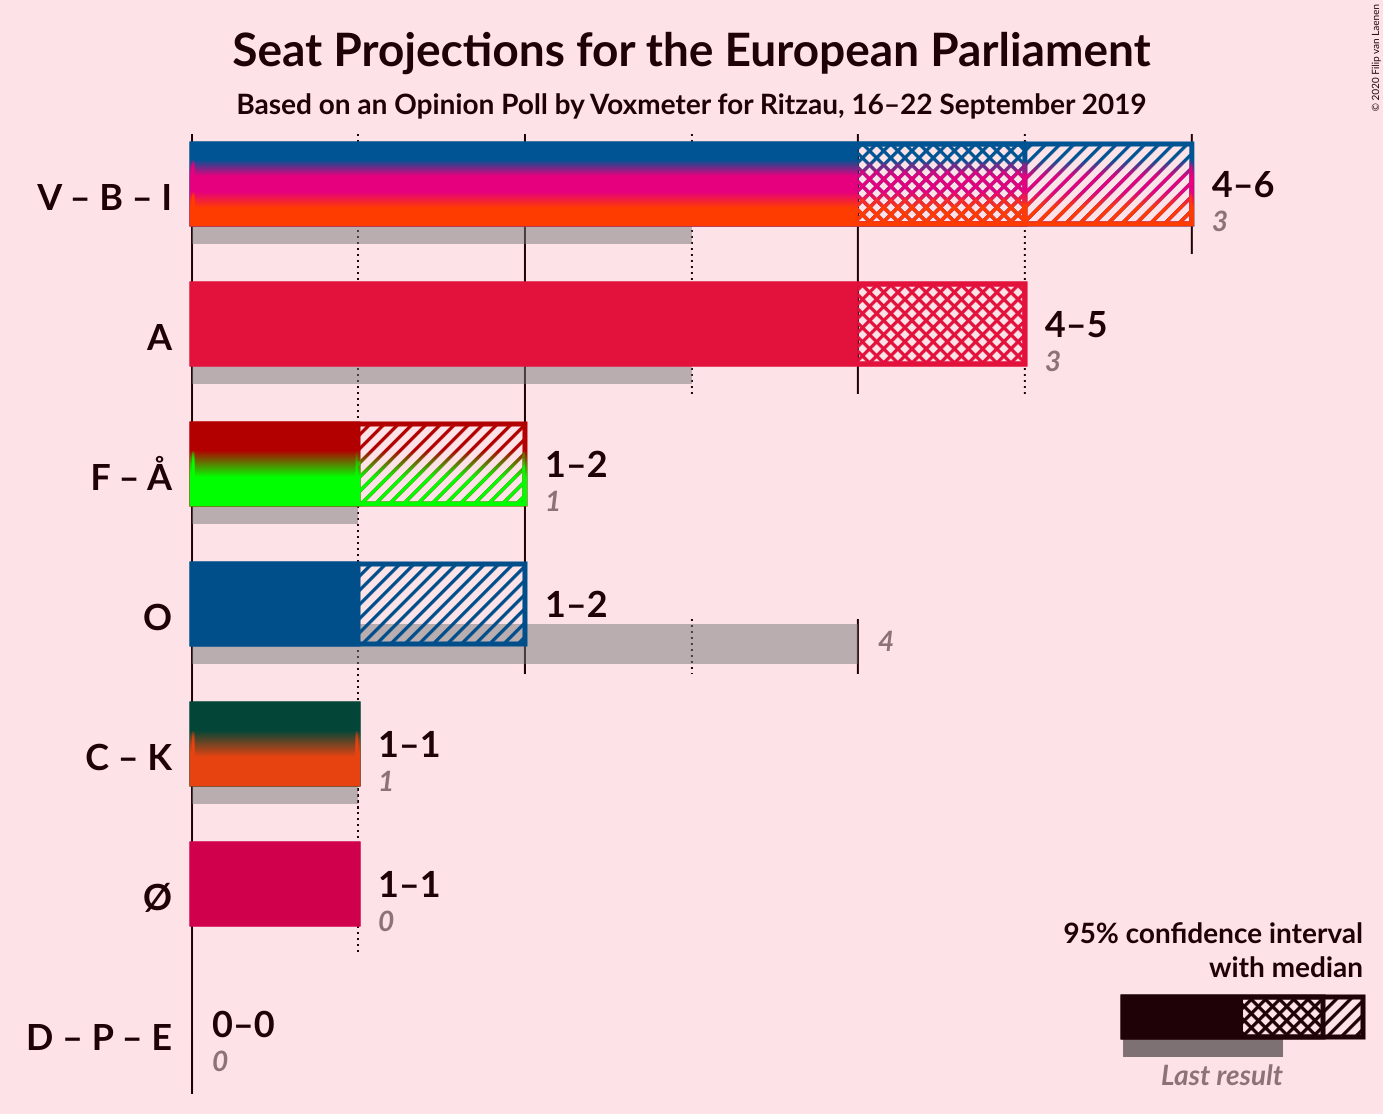 Seat Projections for the European Parliament
Based on an Opinion Poll by Voxmeter for Ritzau, 16–22 September 2019
© 2020 Filip van Laenen
V – B – I
4–6
3
A
4–5
3
F – Å
1–2
1
O
1–2
4
C – K
1–1
1
Ø
1–1
0
D – P – E
0–0
0
95% confidence interval
with median
Last result